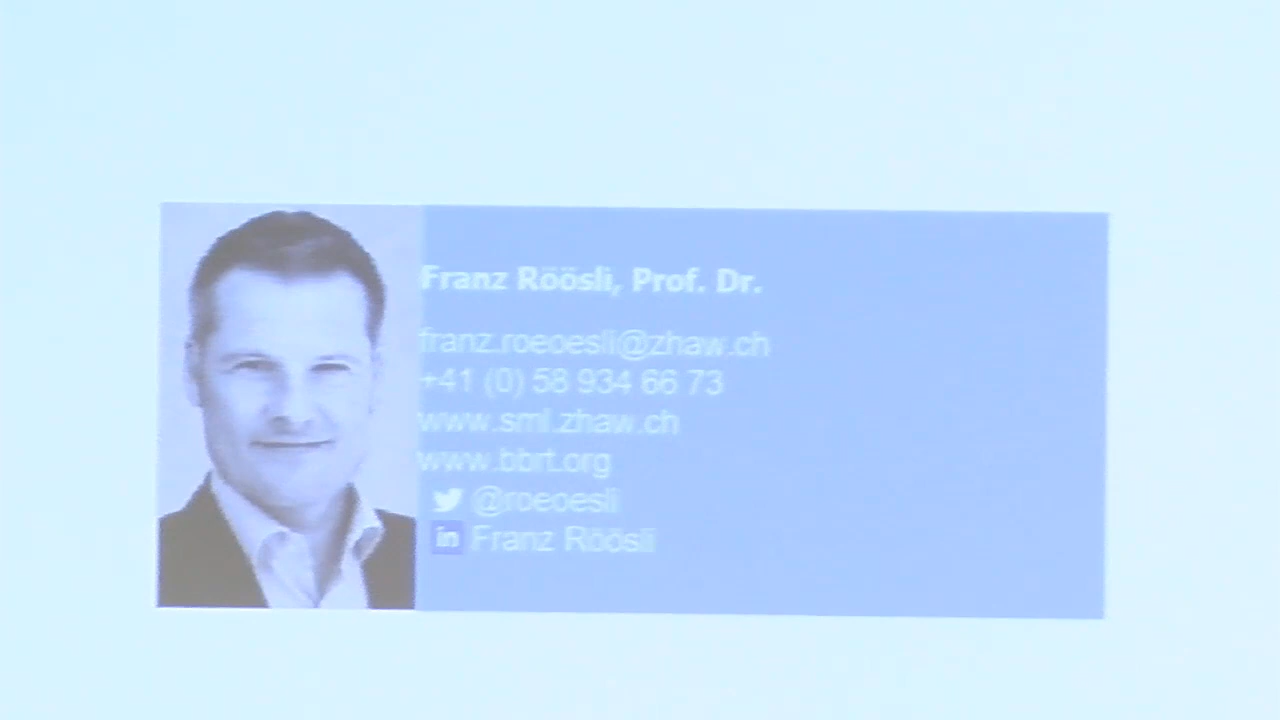 Franz Röösli, Prof. Dr.
franz.roeoesli@zhaw.ch
+41 (0) 58 934 66 73
www.sml.zhaw.ch
www.bbrt.org
@roeoesli
in Franz Röösli